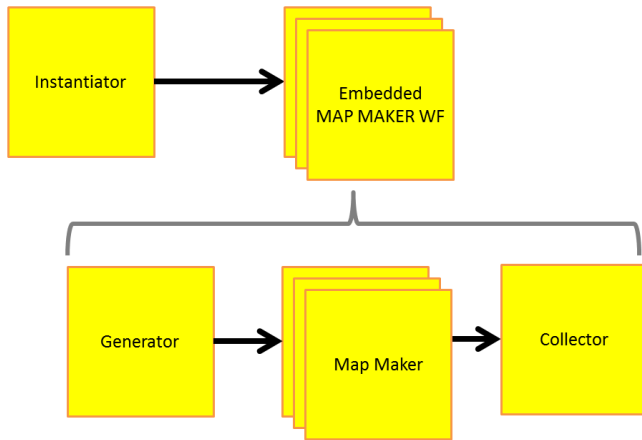 Instantiator
Embedded
MAP MAKER WF
Generator
Map Maker
Collector